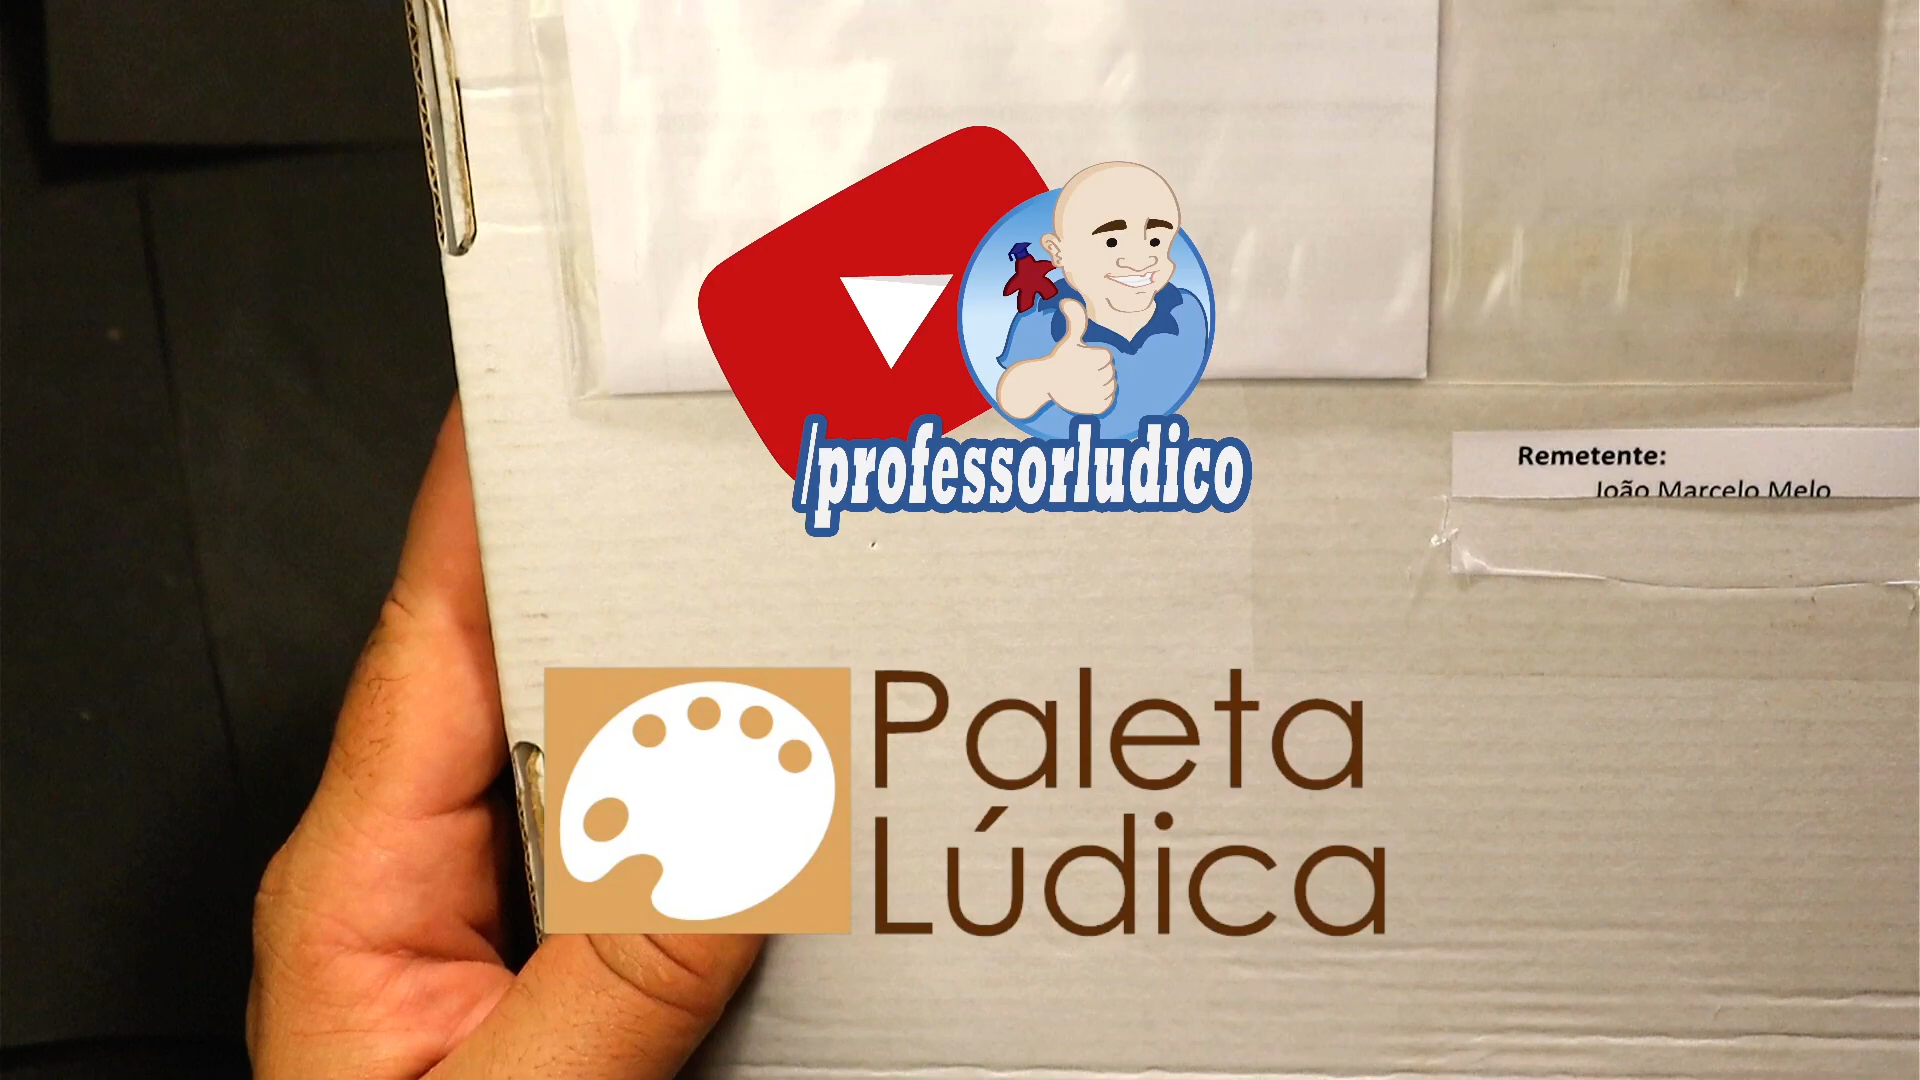 /professorludico
Remetente:
João Marcelo Melo
Paleta
Lúdica